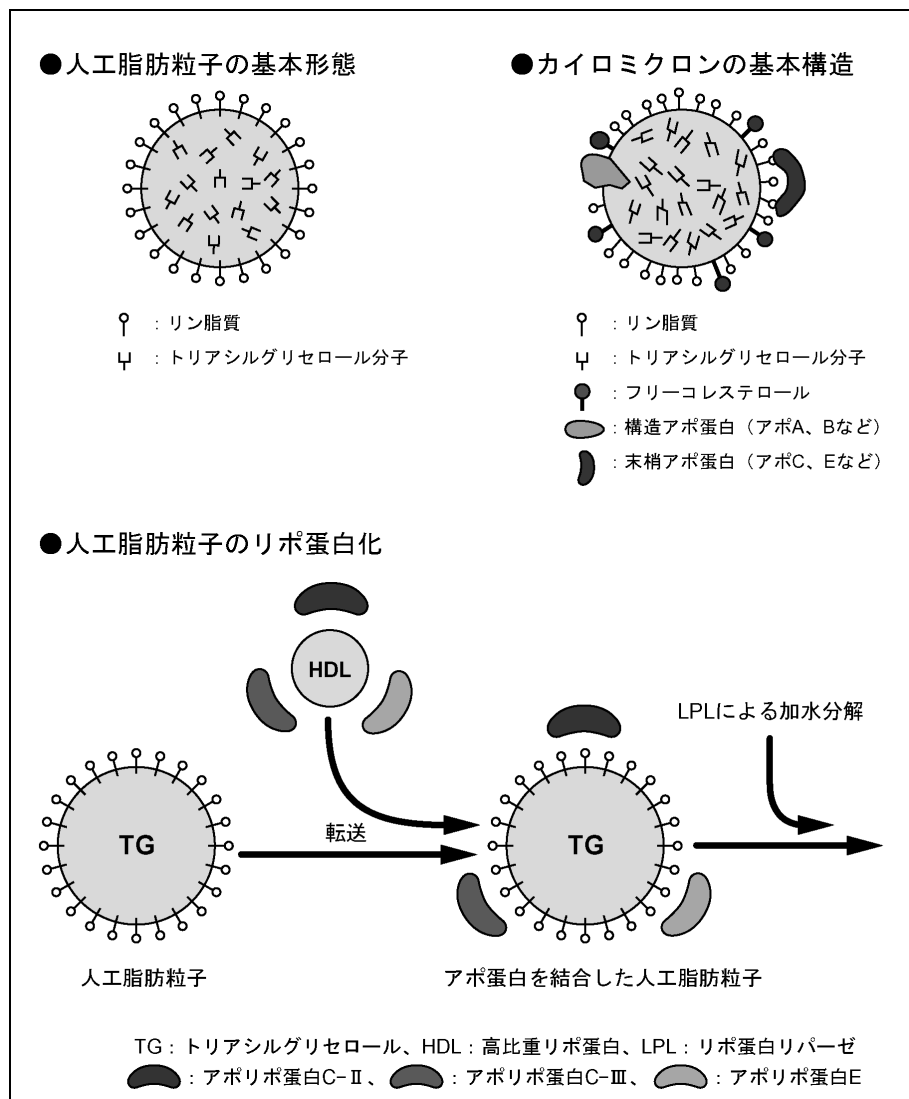 ●人工脂肪粒子の基本形態
●カイロミクロンの基本構造
：リン脂質
：トリアシルグリセロール分子
：リン脂質
：トリアシルグリセロール分子
：フリーコレステロール
：構造アポ蛋白（アポA、Bなど）
：末梢アポ蛋白（アポC、Eなど）
●人工脂肪粒子のリポ蛋白化
HDL
LPLによる加水分解
TG
転送
TG
人工脂肪粒子
アポ蛋白を結合した人工脂肪粒子
TG：トリアシルグリセロール、HDL：高比重リポ蛋白、LPL：リポ蛋白リパーゼ
：アポリポ蛋白C-Ⅱ、：アポリポ蛋白C-Ⅲ、：アポリポ蛋白E